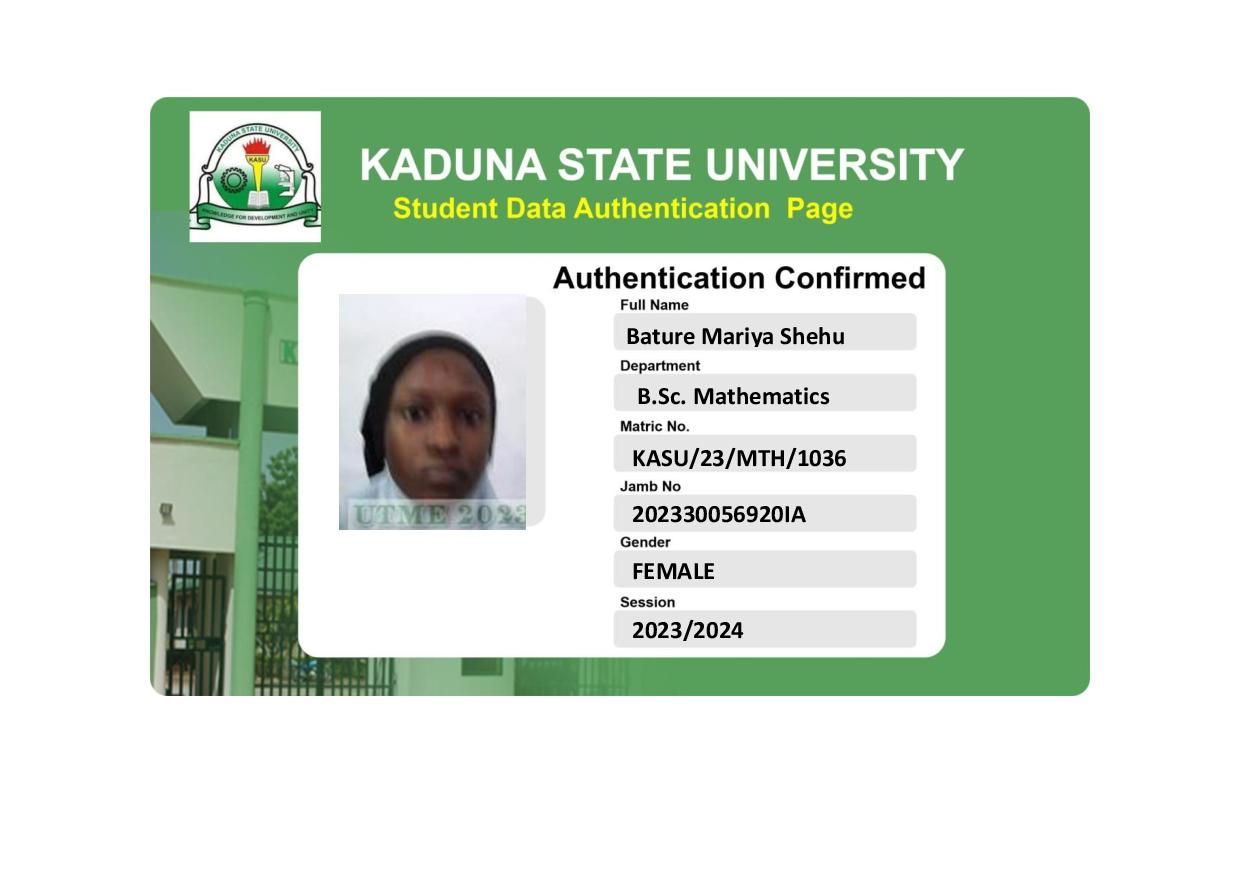 KADUNA STATE UNIVERSITY
KASU
KNOWLEDGE FOR DEVELOPMENT AND UNITY
KADUNA STATE UNIVERSITY
Student Data Authentication Page
Authentication Confirmed
Full Name
Bature Mariya Shehu
Department
B.Sc. Mathematics
Matric No.
KASU/23/MTH/1036
Jamb No
202330056920IA
Gender
FEMALE
Session
2023/2024
UTME 2023
K